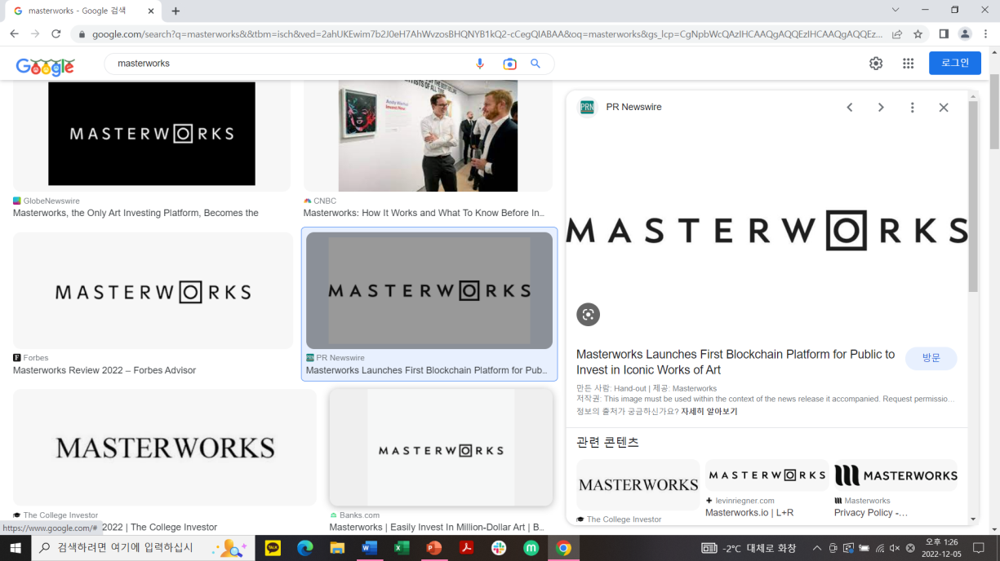 masterworks - Google 검색
google.com/search?q=masterworks&&tbm=isch&ved=2ahUKEwim7b2J0eH7AhWvzosBHQNYB1kQ2-cCegQIABAA&oq=masterworks&gs_lcp=CgNpbWcQAzIHCAAQgAQQEzIHCAAQgAQQEz...
Google
masterworks
로그인
MASTERWORKS
GlobeNewswire
Masterworks, the Only Art Investing Platform, Becomes the
CNBC
Masterworks: How It Works and What To Know Before In...
MASTERWORKS
Forbes
Masterworks Review 2022 – Forbes Advisor
MASTERWORKS
PR Newswire
Masterworks Launches First Blockchain Platform for Pub...
MASTERWORKS
The College Investor
2022 | The College Investor
MASTERWORKS
Banks.com
Masterworks | Easily Invest In Million-Dollar Art | B...
https://www.google.com/#
PRN
PR Newswire
MASTERWORKS
Masterworks Launches First Blockchain Platform for Public to
Invest in Iconic Works of Art
방문
만든 사람: Hand-out | 제공: Masterworks
저작권: This image must be used within the context of the news release it accompanied. Request permissio...
정보의 출처가 궁금하신가요? 자세히 알아보기
관련 콘텐츠
MASTERWORKS
The College Investor
MASTERWORKS
levinriegner.com
Masterworks.io | L+R
MASTERWORKS
Masterworks
Privacy Policy -...
검색하려면 여기에 입력하십시
TALK
-2°C 대체로 화창
오후 1:26
2022-12-05